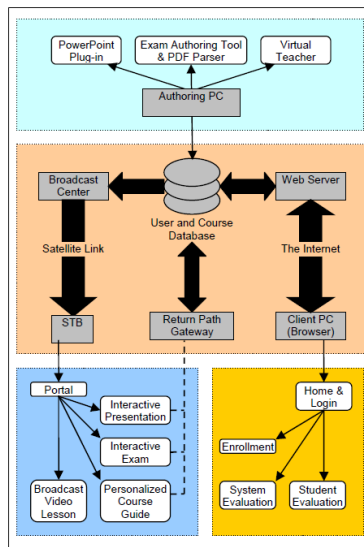 PowerPoint
Plug-in
Exam Authoring Tool
& PDF Parser
Virtual
Teacher
Authoring PC
Broadcast
Center
Web Server
User and Course
Database
Satellite Link
The Internet
STB
Return Path
Gateway
Client PC
(Browser)
Portal
Interactive
Presentation
Interactive
Exam
Broadcast
Video
Lesson
Personalized
Course
Guide
Home &
Login
Enrollment
System
Evaluation
Student
Evaluation